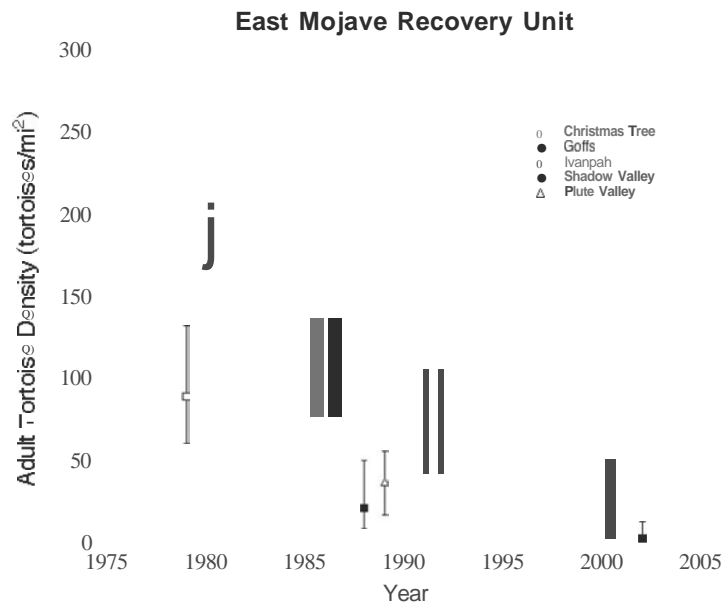 East Mojave Recovery Unit
300
250
200
150
100
50
0
Adult Tortoise Density (tortoises/mi²)
Christmas Tree
Goffs
Ivanpah
Shadow Valley
Plute Valley
j
1975 1980 1985 1990 1995 2000 2005
Year